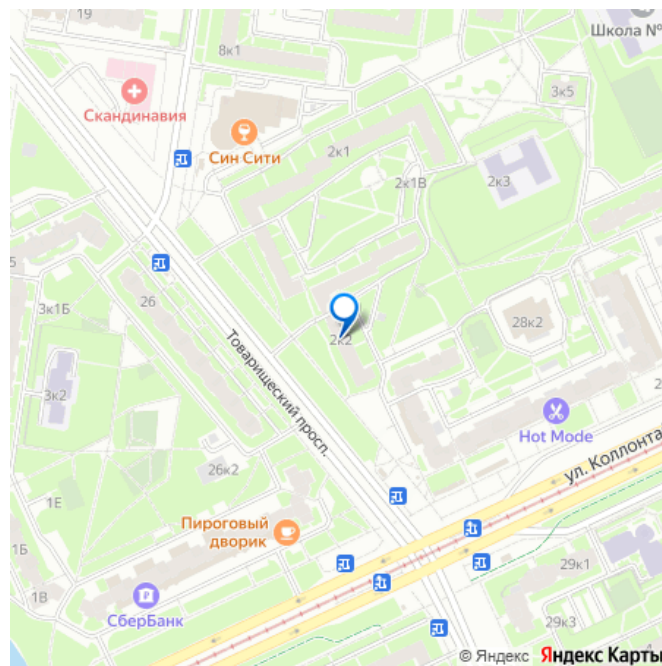 19
8к1
Школа №
3к5
Скандинавия
Син Сити
2к1
2к1В
2к3
5
3к1Б
26
28к2
2к2
Товарищеский просп.
3к2
2
Hot Mode
ул. Коллонта
26к2
1Е
Пироговый
дворик
1Б
29к1
1В
СберБанк
29к3
© Яндекс Яндекс Карты